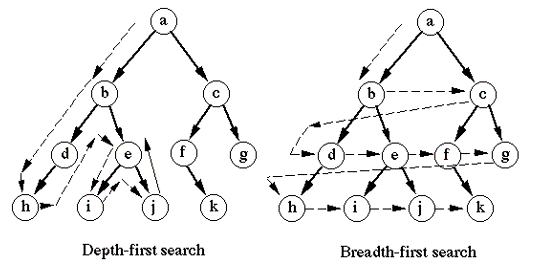 a a
b c b c
d e f g d e f g
h i j k h i j k
Depth-first search Breadth-first search